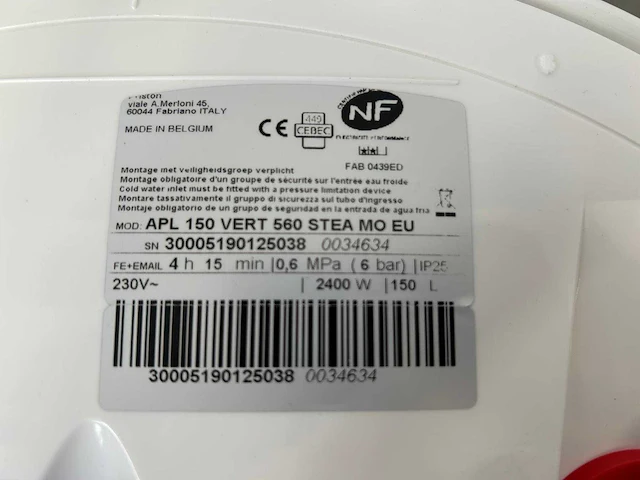 viale A.Merloni 45,
60044 Fabriano ITALY
MADE IN BELGIUM
CE
449
CEBEC
NF
FAB 0439ED
Montage met veiligheidsgroep verplicht
Montage obligatoire d'un groupe de sécurité sur l'entrée eau froide
Cold water inlet must be fitted with a pressure limitation device
Montare tassativamente il gruppo di sicurezza sul tubo d'ingresso
Montaje obligatorio de un grupo de seguridad en la entrada de agua fria
MOD: APL 150 VERT 560 STEA MO EU
SN 30005190125038 0034634
FE+EMAIL 4 h 15 min |0,6 MPa (6 bar) |IP25
230V~ | 2400 W |150 L
30005190125038 0034634